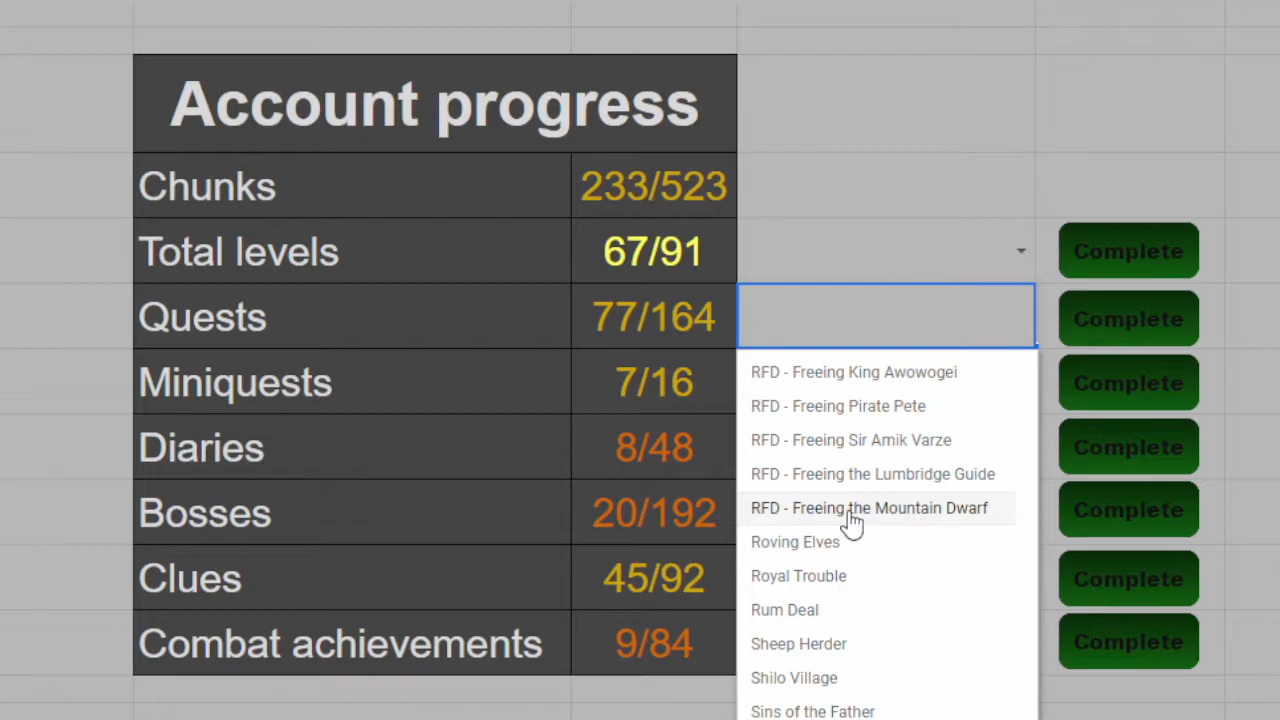 Account progress
Chunks 233/523
Total levels 67/91 Complete
Quests 77/164 Complete
Miniquests 7/16 Complete
Diaries 8/48 Complete
Bosses 20/192 Complete
Clues 45/92 Complete
Combat achievements 9/84 Complete
RFD - Freeing King Awowogei
RFD - Freeing Pirate Pete
RFD - Freeing Sir Amik Varze
RFD - Freeing the Lumbridge Guide
RFD - Freeing the Mountain Dwarf
Roving Elves
Royal Trouble
Rum Deal
Sheep Herder
Shilo Village
Sins of the Father